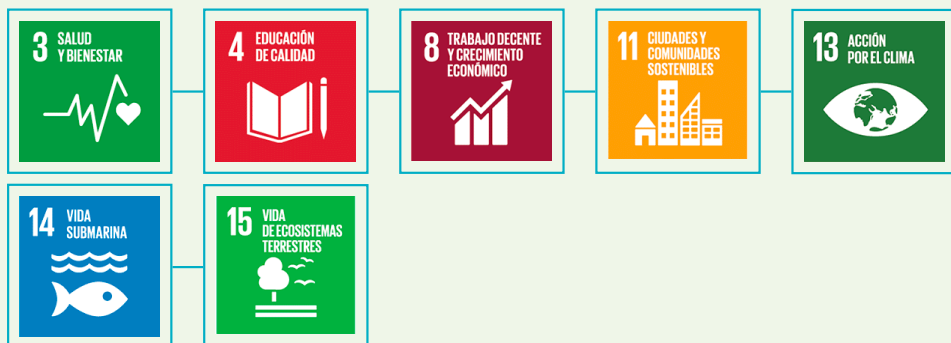 3 SALUD
Y BIENESTAR
4 EDUCACIÓN
DE CALIDAD
8 TRABAJO DECENTE
Y CRECIMIENTO
ECONÓMICO
11 CIUDADES Y
COMUNIDADES
SOSTENIBLES
13 ACCIÓN
POR EL CLIMA
14 VIDA
SUBMARINA
15 VIDA
DE ECOSISTEMAS
TERRESTRES